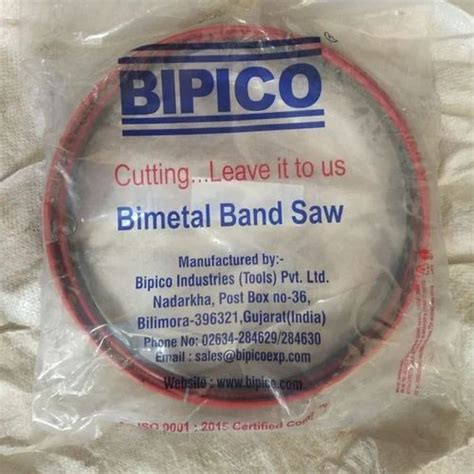 BIPICO ®
Cutting...Leave it to us
Bimetal Band Saw
Manufactured by:-
Bipico Industries (Tools) Pvt. Ltd.
Nadarkha, Post Box no-36,
Bilimora-396321,Gujarat(India)
Phone No: 02634-284629/284630
Email : sales@bipicoexp.com
Website : www.bipico.com
ISO 9001 : 2015 Certified